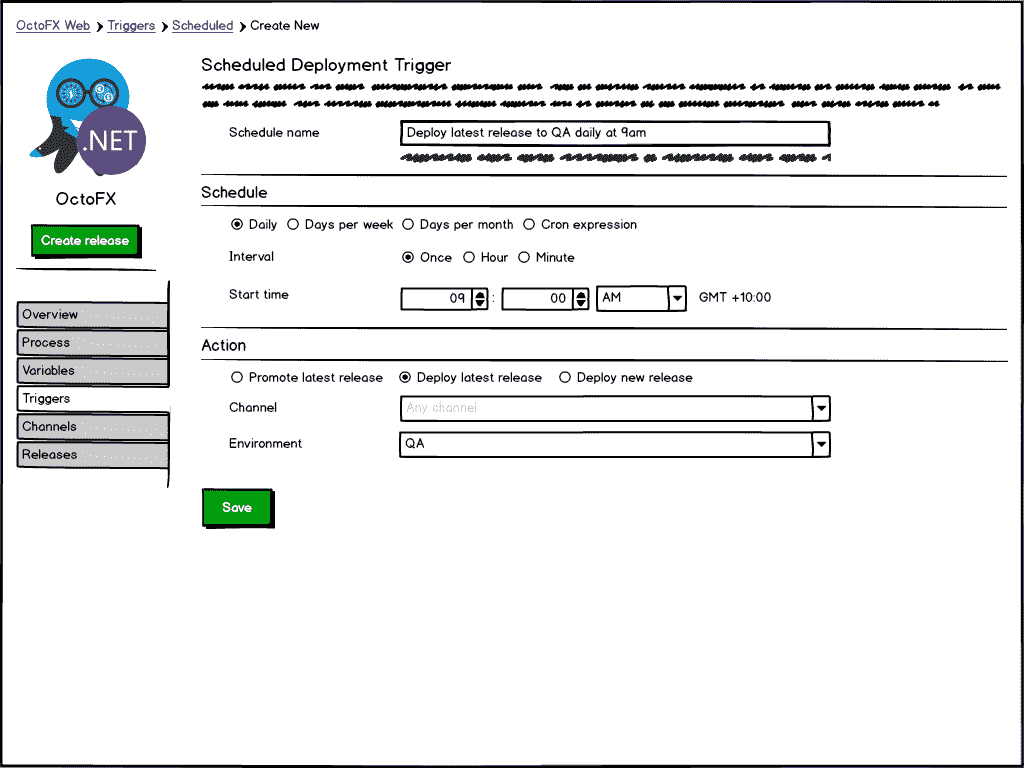 OctoFX Web > Triggers > Scheduled > Create New
.NET
OctoFX
Create release
Overview
Process
Variables
Triggers
Channels
Releases
Scheduled Deployment Trigger
Schedule name Deploy latest release to QA daily at 9am
Schedule
Daily Days per week Days per month Cron expression
Interval Once Hour Minute
Start time 09 : 00 AM GMT +10:00
Action
Promote latest release Deploy latest release Deploy new release
Channel Any channel
Environment QA
Save